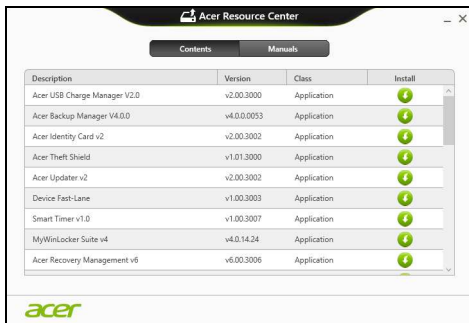 Acer Resource Center
Contents Manuals
Description Version Class Install
Acer USB Charge Manager V2.0 v2.00.3000 Application
Acer Backup Manager V4.0.0 v4.0.0.0053 Application
Acer Identity Card v2 v2.00.3002 Application
Acer Theft Shield v1.01.3000 Application
Acer Updater v2 v2.00.3002 Application
Device Fast-Lane v1.00.3003 Application
Smart Timer v1.0 v1.00.3007 Application
MyWinLocker Suite v4 v4.0.14.24 Application
Acer Recovery Management v6 v6.00.3006 Application
acer